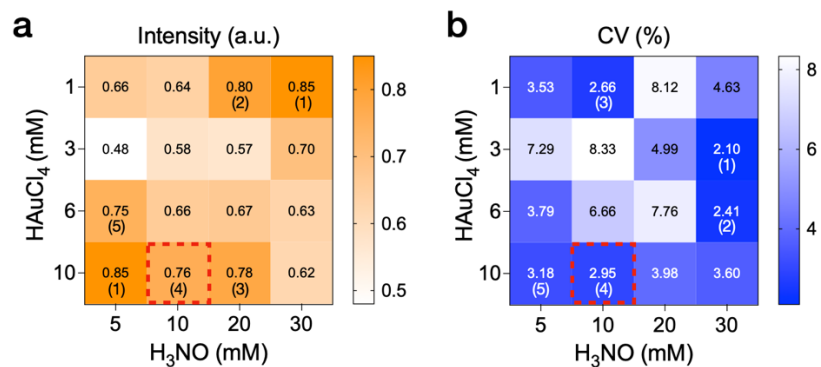 a
Intensity (a.u.)
HAuCl4 (mM)
1
3
6
10
0.66 0.64 0.80 0.85
(2) (1)
0.48 0.58 0.57 0.70
0.75 0.66 0.67 0.63
(5)
0.85 0.76 0.78 0.62
(1) (4) (3)
5 10 20 30
H3NO (mM)
0.8
0.7
0.6
0.5
b
CV (%)
HAuCl4 (mM)
1
3
6
10
3.53 2.66 8.12 4.63
(3)
7.29 8.33 4.99 2.10
(1)
3.79 6.66 7.76 2.41
(2)
3.18 2.95 3.98 3.60
(5) (4)
5 10 20 30
H3NO (mM)
8
6
4